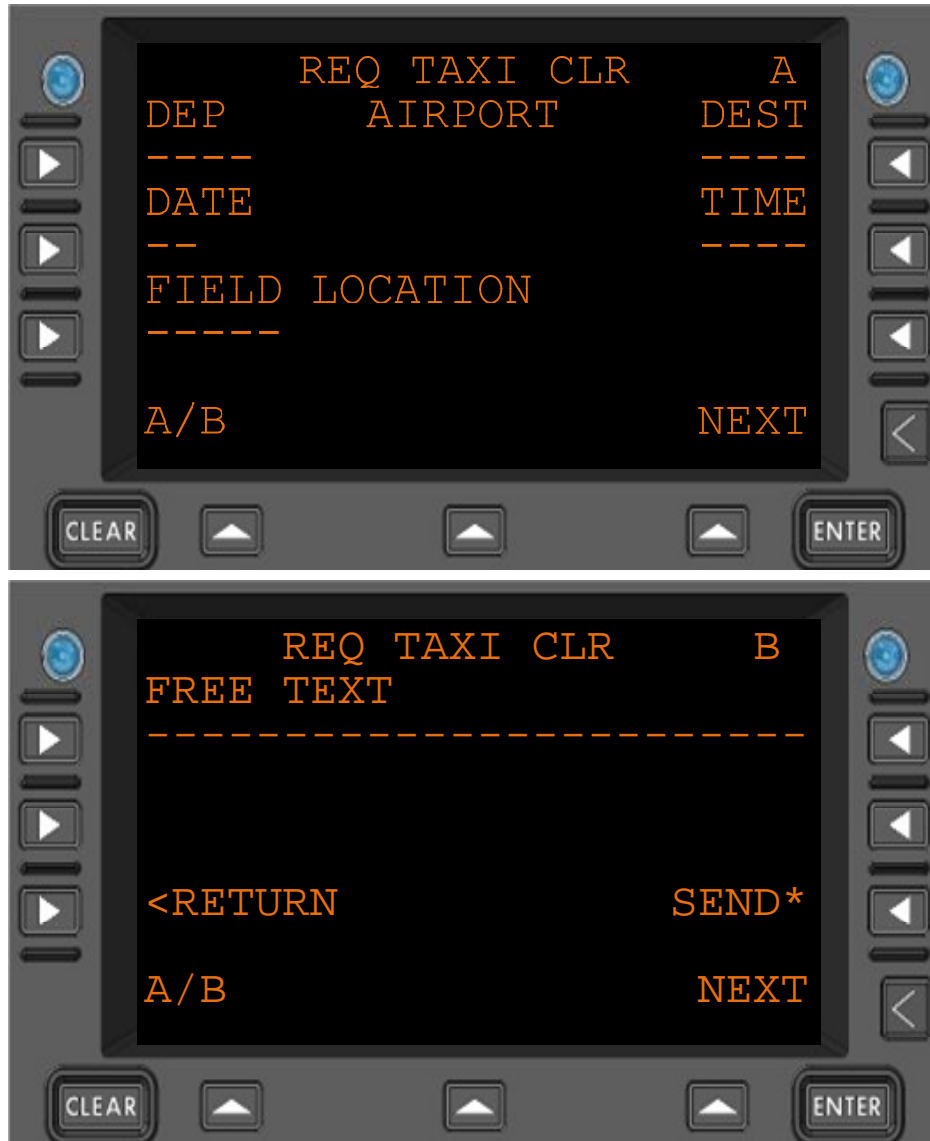 REQ TAXI CLR A
DEP AIRPORT DEST
---- ----
DATE TIME
-- ----
FIELD LOCATION
-----
A/B NEXT
CLEAR ENTER
REQ TAXI CLR B
FREE TEXT
------------------------
<RETURN SEND*
A/B NEXT
CLEAR ENTER